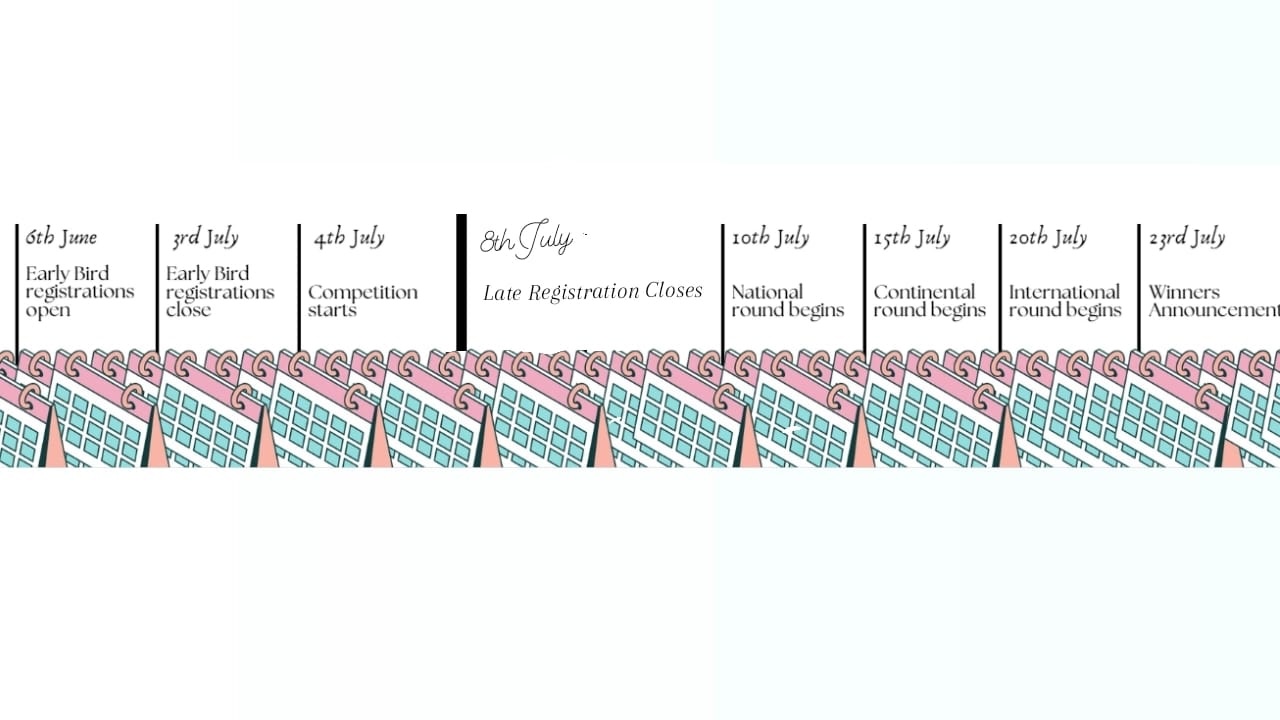 6th June
Early Bird
registrations
open
3rd July
Early Bird
registrations
close
4th July
Competition
starts
8th July
Late Registration Closes
10th July
National
round begins
15th July
Continental
round begins
20th July
International
round begins
23rd July
Winners
Announcement